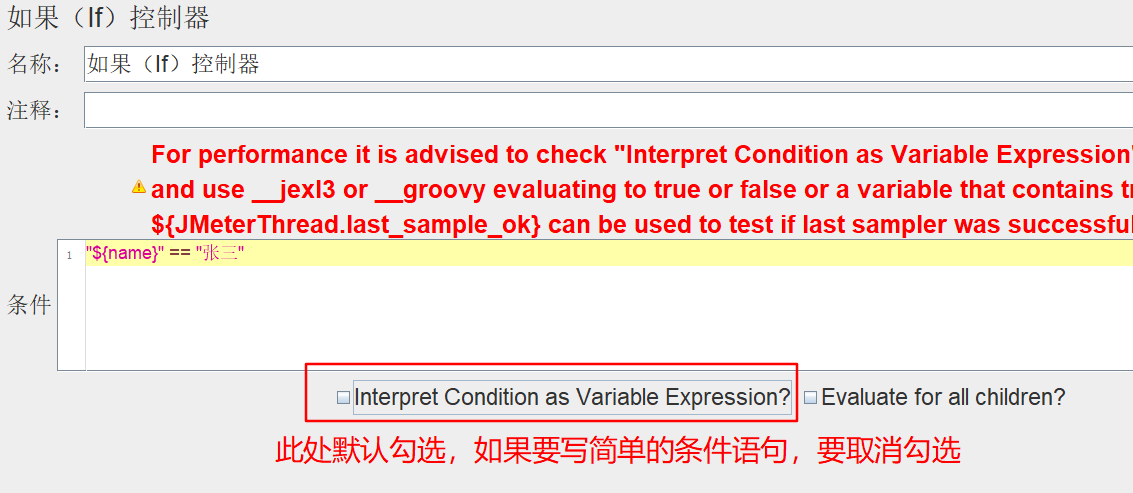 如果（If）控制器
名称： 如果（If）控制器
注释：
For performance it is advised to check "Interpret Condition as Variable Expression"
and use __jexl3 or __groovy evaluating to true or false or a variable that contains
${JMeterThread.last_sample_ok} can be used to test if last sampler was successful
1 "${name}" == "张三"
条件
Interpret Condition as Variable Expression? Evaluate for all children?
此处默认勾选，如果要写简单的条件语句，要取消勾选